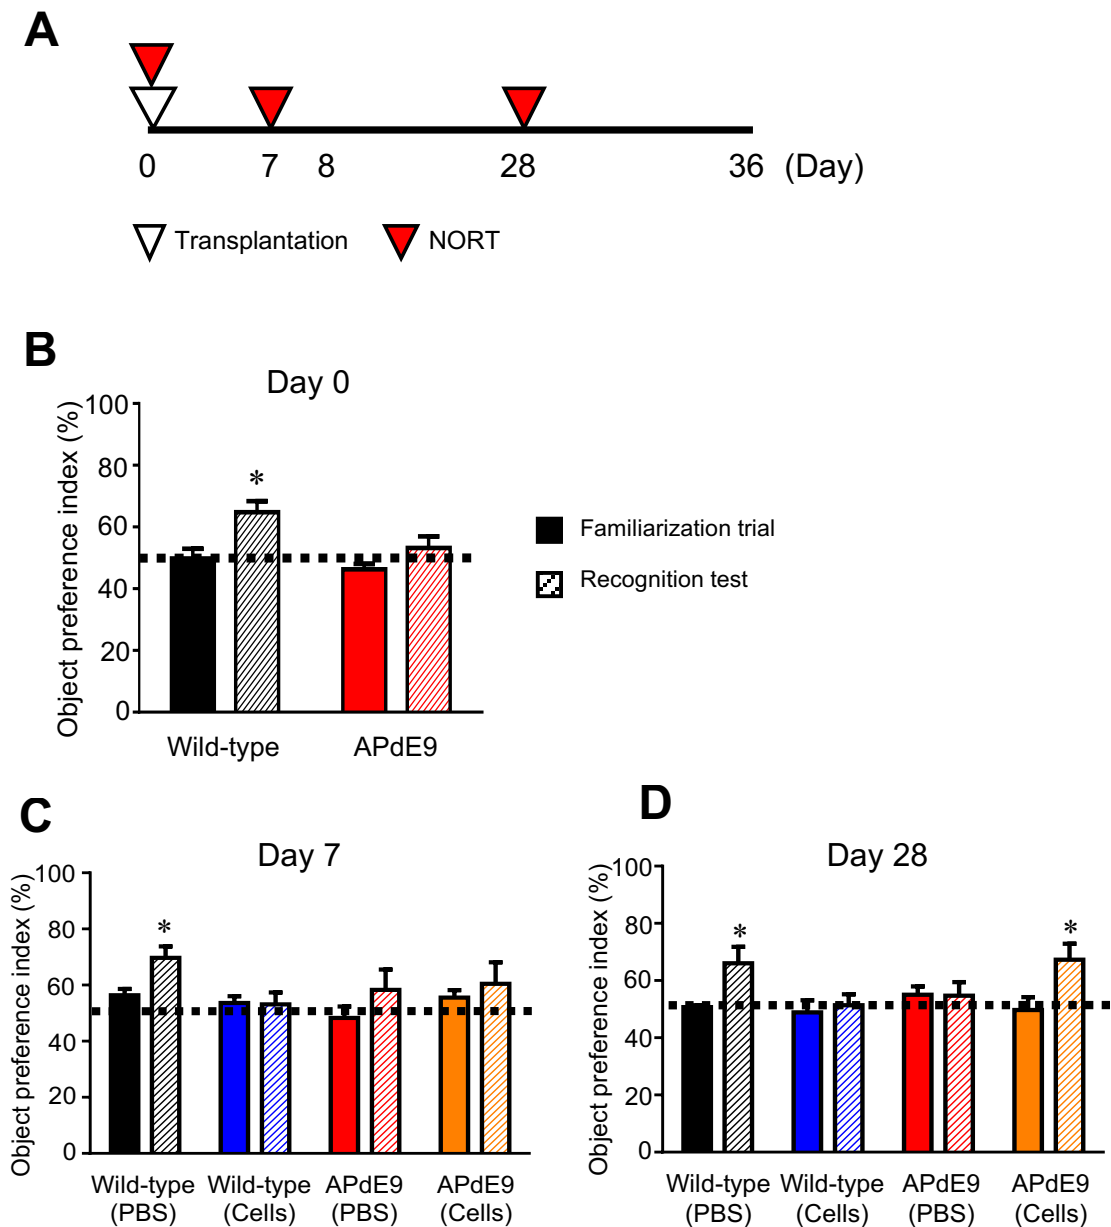 A
0 7 8 28 36 (Day)
Transplantation NORT
B
Day 0
Object preference index (%)
100
80
60
40
20
0
*
Wild-type APdE9
Familiarization trial
Recognition test
C
Day 7
Object preference index (%)
100
80
60
40
20
0
*
Wild-type Wild-type APdE9 APdE9
(PBS) (Cells) (PBS) (Cells)
D
Day 28
Object preference index (%)
100
80
60
40
20
0
* *
Wild-type Wild-type APdE9 APdE9
(PBS) (Cells) (PBS) (Cells)